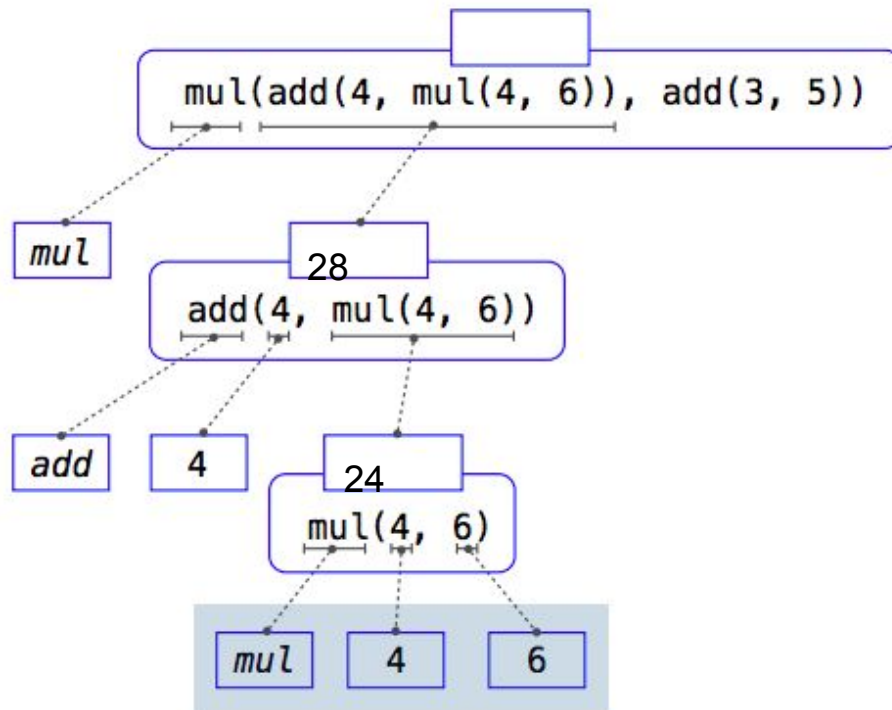 mul(add(4, mul(4, 6)), add(3, 5))
mul
28
add(4, mul(4, 6))
add
4
24
mul(4, 6)
mul
4
6